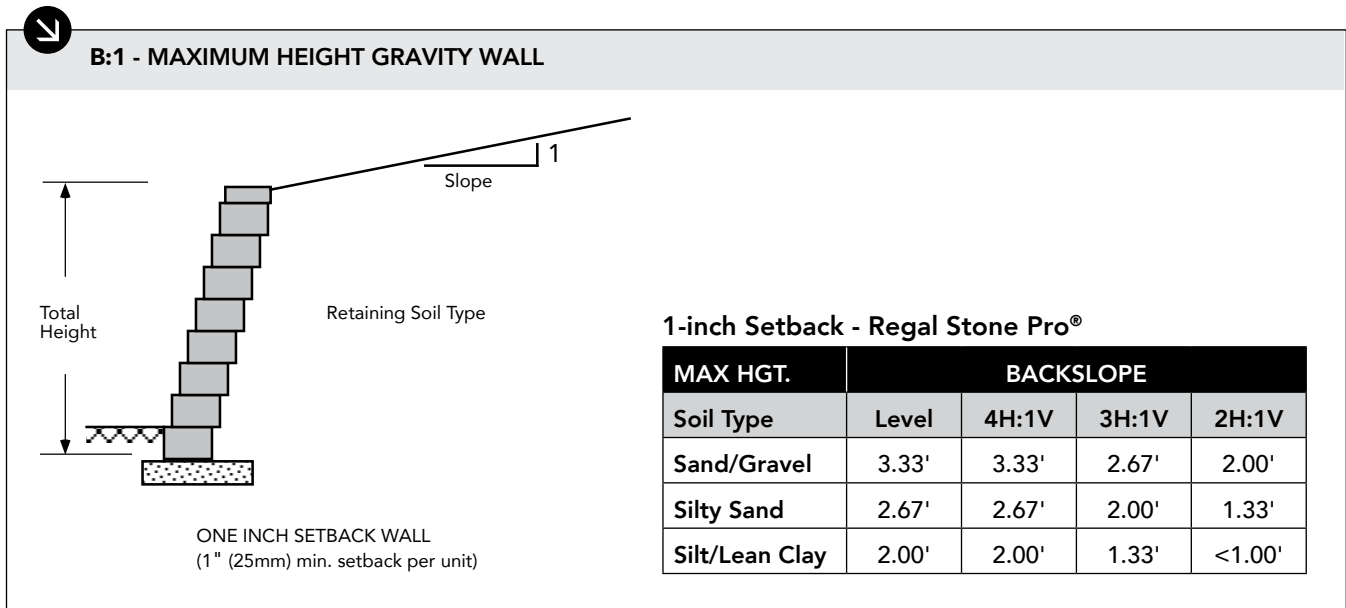 B:1 - MAXIMUM HEIGHT GRAVITY WALL
1
Slope
Total
Height
Retaining Soil Type
ONE INCH SETBACK WALL
(1" (25mm) min. setback per unit)
1-inch Setback - Regal Stone Pro®
MAX HGT. BACKSLOPE
Soil Type Level 4H:1V 3H:1V 2H:1V
Sand/Gravel 3.33' 3.33' 2.67' 2.00'
Silty Sand 2.67' 2.67' 2.00' 1.33'
Silt/Lean Clay 2.00' 2.00' 1.33' <1.00'